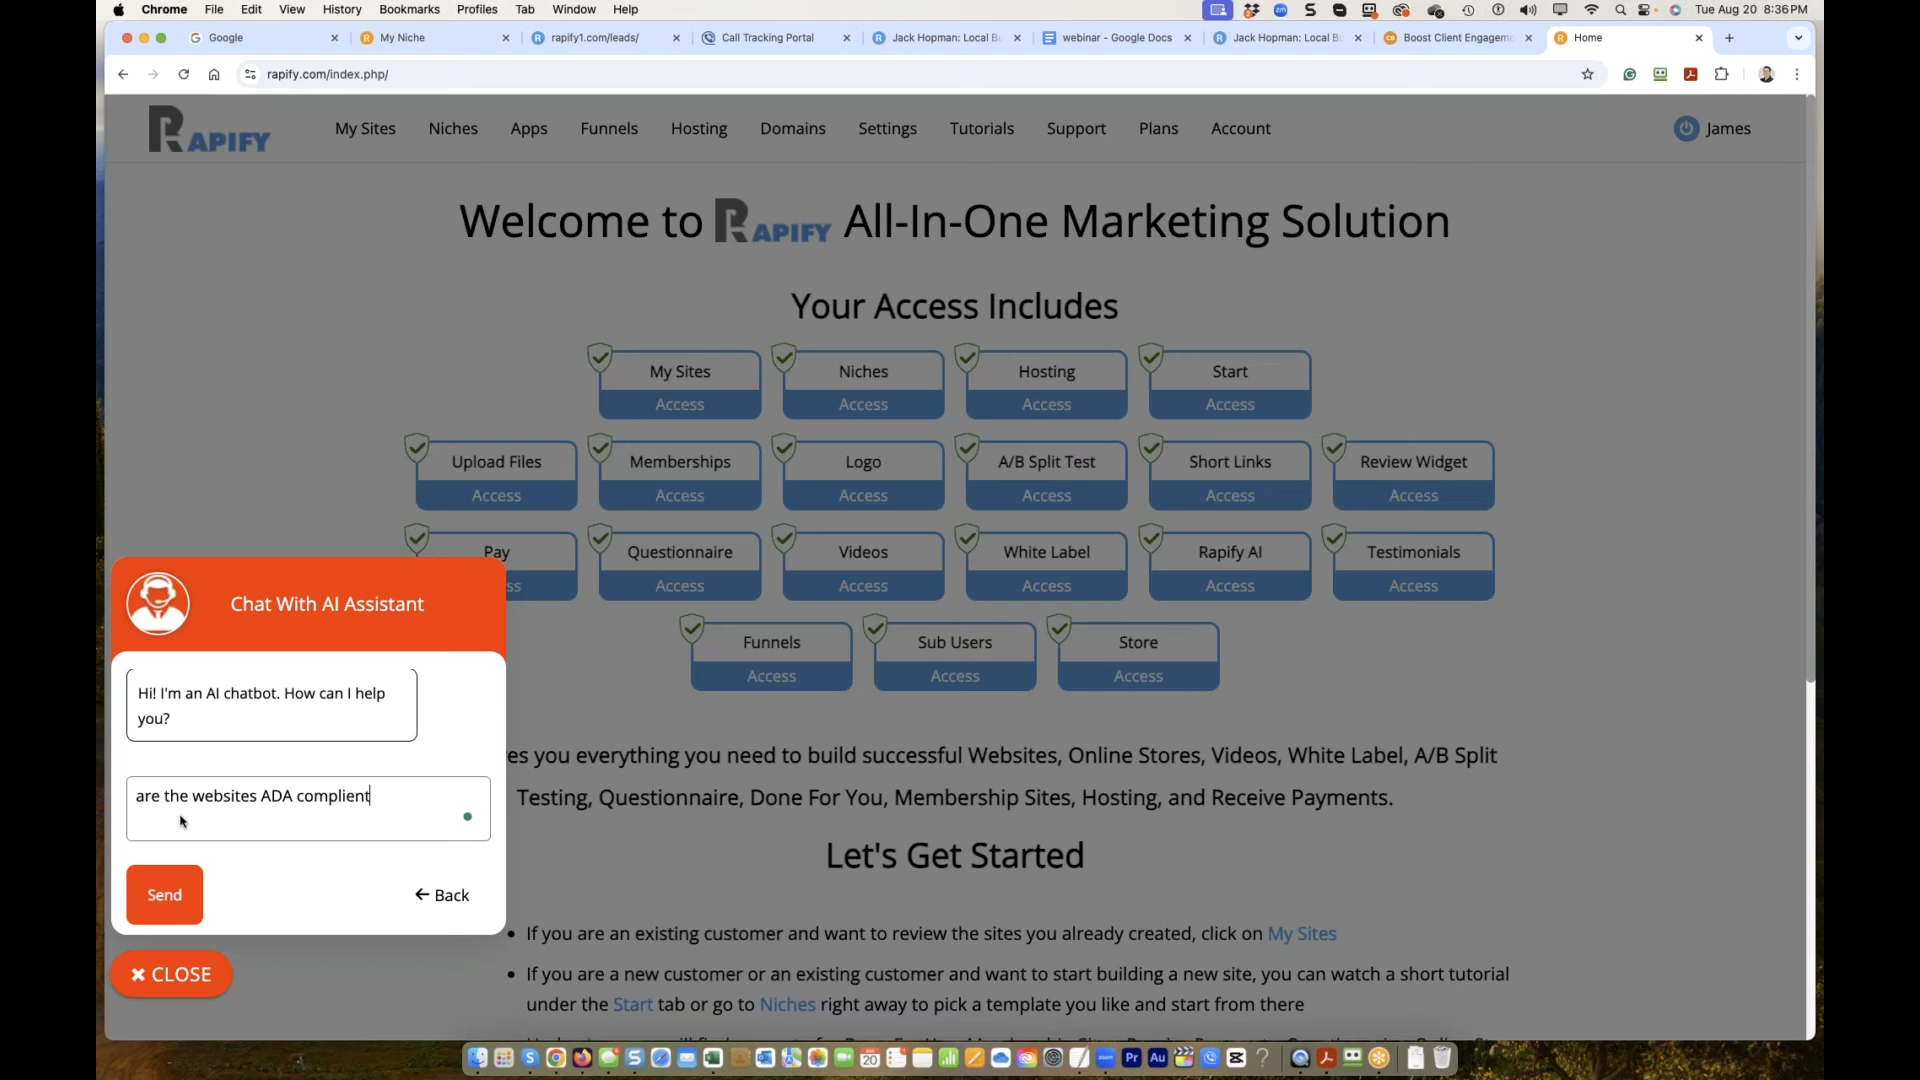 Chrome File Edit View History Bookmarks Profiles Tab Window Help Tue Aug 20 8:36 PM
Google My Niche rapify1.com/leads/ Call Tracking Portal Jack Hopman: Local B webinar - Google Docs Jack Hopman: Local B Boost Client Engagem Home
rapify.com/index.php/
RAPIFY My Sites Niches Apps Funnels Hosting Domains Settings Tutorials Support Plans Account James
Welcome to RAPIFY All-In-One Marketing Solution
Your Access Includes
My Sites Niches Hosting Start
Access Access Access Access
Upload Files Memberships Logo A/B Split Test Short Links Review Widget
Access Access Access Access Access Access
Pay Questionnaire Videos White Label Rapify AI Testimonials
ss Access Access Access Access Access
Funnels Sub Users Store
Access Access Access
es you everything you need to build successful Websites, Online Stores, Videos, White Label, A/B Split
Testing, Questionnaire, Done For You, Membership Sites, Hosting, and Receive Payments.
Let's Get Started
• If you are an existing customer and want to review the sites you already created, click on My Sites
• If you are a new customer or an existing customer and want to start building a new site, you can watch a short tutorial
under the Start tab or go to Niches right away to pick a template you like and start from there
Chat With AI Assistant
Hi! I'm an AI chatbot. How can I help
you?
are the websites ADA complient
Send
← Back
✖ CLOSE